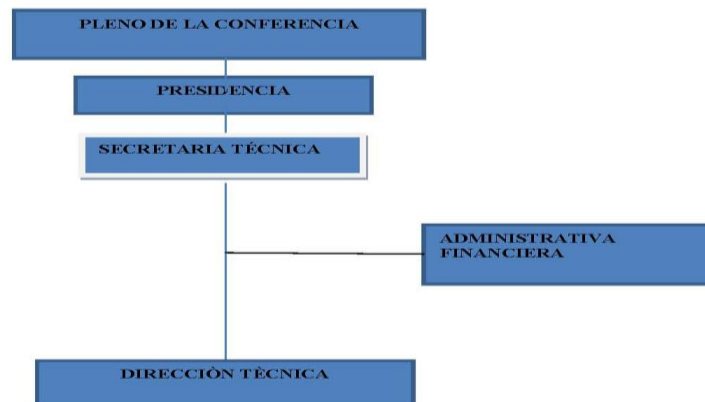 PLENO DE LA CONFERENCIA
PRESIDENCIA
SECRETARIA TÉCNICA
ADMINISTRATIVA
FINANCIERA
DIRECCIÒN TÈCNICA